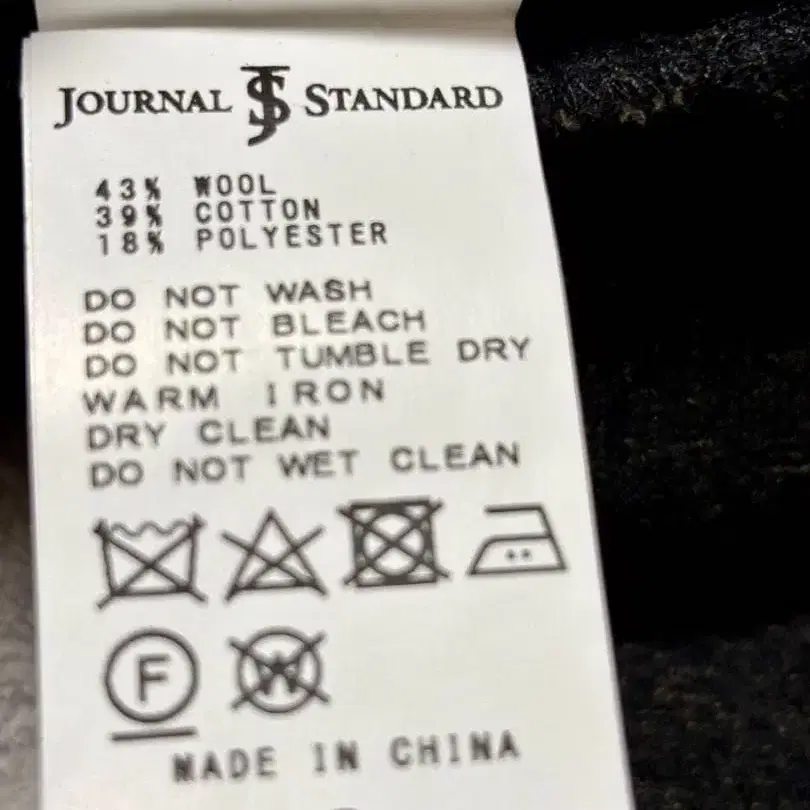 JOURNAL JS STANDARD
43% WOOL
39% COTTON
18% POLYESTER
DO NOT WASH
DO NOT BLEACH
DO NOT TUMBLE DRY
WARM IRON
DRY CLEAN
DO NOT WET CLEAN
F W
MADE IN CHINA